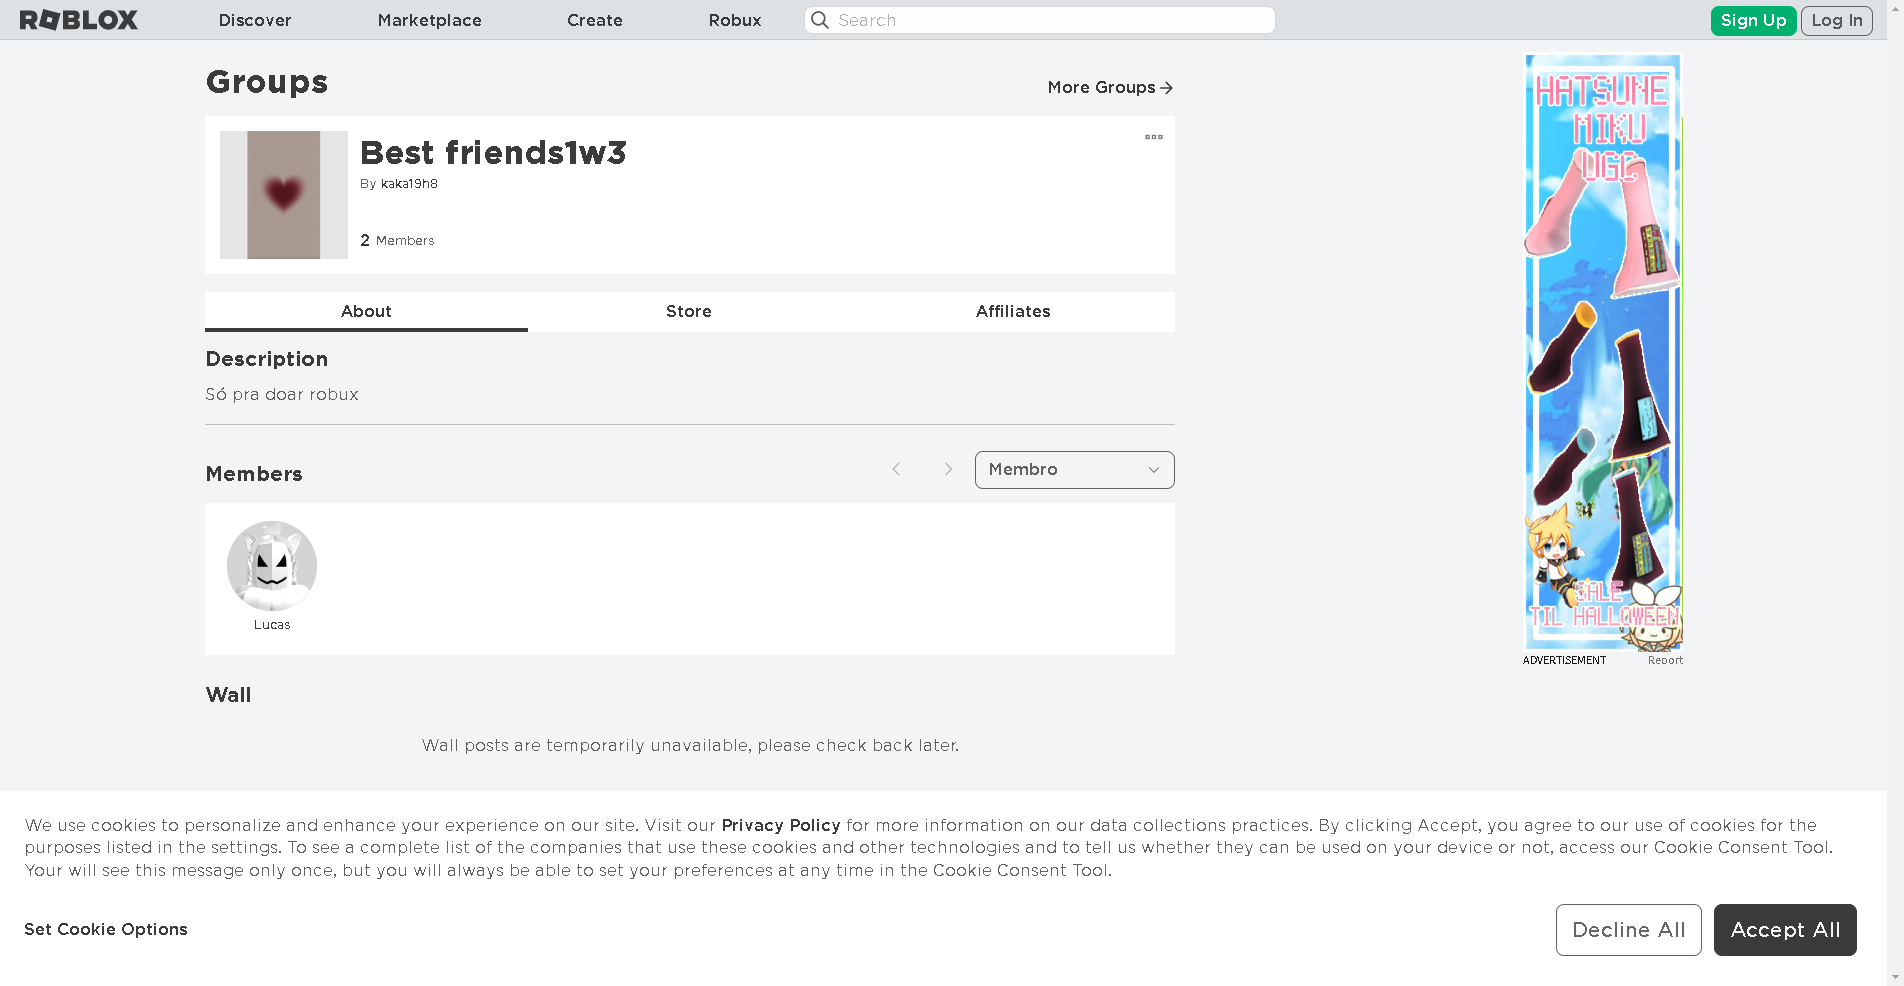 ROBLOX
Discover
Marketplace
Create
Robux
Search
Sign Up
Log In
Groups
More Groups
Best friends1w3
By kaka19h8
2 Members
About
Store
Affiliates
Description
Só pra doar robux
Members
Membro
Lucas
Wall
Wall posts are temporarily unavailable, please check back later.
HATSUNE
MIKU
UGC
SALE
TIL HALLOWEEN
ADVERTISEMENT
Report
We use cookies to personalize and enhance your experience on our site. Visit our Privacy Policy for more information on our data collections practices. By clicking Accept, you agree to our use of cookies for the
purposes listed in the settings. To see a complete list of the companies that use these cookies and other technologies and to tell us whether they can be used on your device or not, access our Cookie Consent Tool.
Your will see this message only once, but you will always be able to set your preferences at any time in the Cookie Consent Tool.
Set Cookie Options
Decline All
Accept All